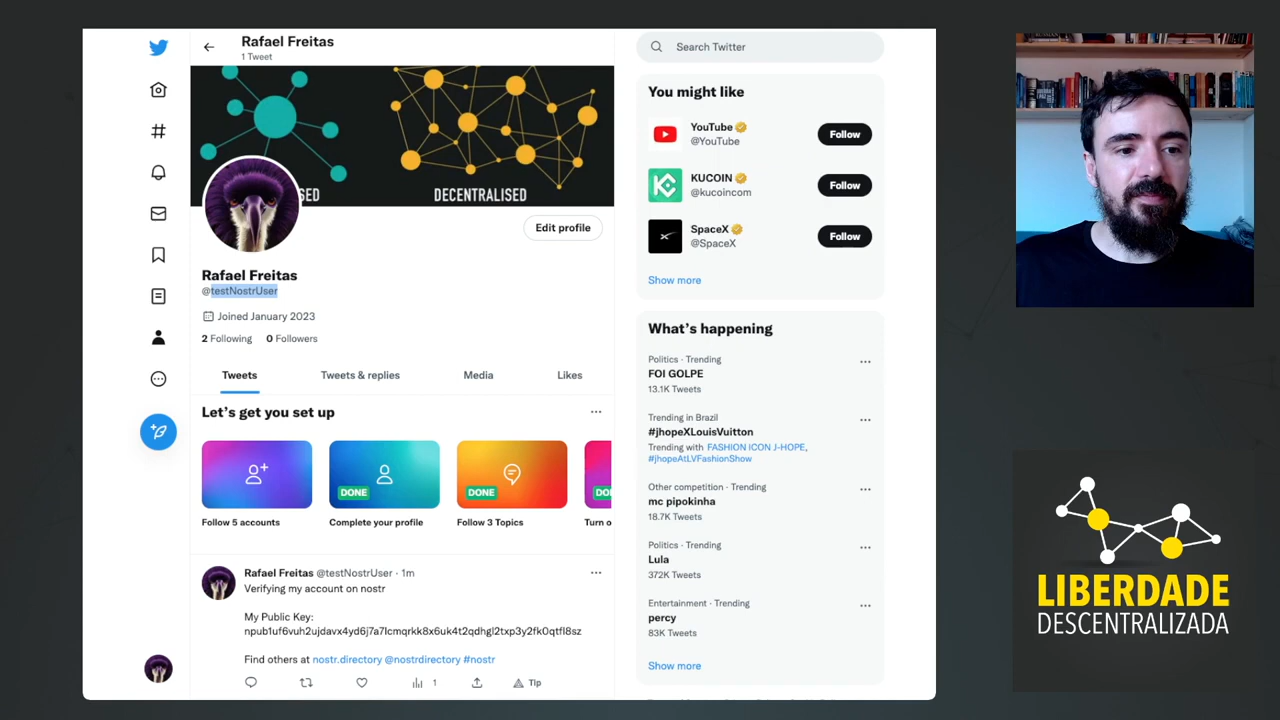 Rafael Freitas
1 Tweet
SED
DECENTRALISED
Edit profile
Rafael Freitas
@testNostrUser
Joined January 2023
2 Following 0 Followers
Tweets Tweets & replies Media Likes
Let's get you set up
DONE
DONE
DO
Follow 5 accounts
Complete your profile
Follow 3 Topics
Turn o
Rafael Freitas @testNostrUser · 1m
Verifying my account on nostr
My Public Key:
npub1uf6vuh2ujdavx4yd6j7a7lcmqrkk8x6uk4t2qdhgl2txp3y2fk0qtfl8sz
Find others at nostr.directory @nostrdirectory #nostr
1
Tip
Search Twitter
You might like
YouTube
@YouTube
Follow
KUCOIN
@kucoincom
Follow
SpaceX
@SpaceX
Follow
Show more
What's happening
Politics · Trending
FOI GOLPE
13.1K Tweets
Trending in Brazil
#jhopeXLouisVuitton
Trending with FASHION ICON J-HOPE,
#jhopeAtLVFashionShow
Other competition · Trending
mc pipokinha
18.7K Tweets
Politics · Trending
Lula
372K Tweets
Entertainment · Trending
percy
83K Tweets
Show more
LIBERDADE
DESCENTRALIZADA